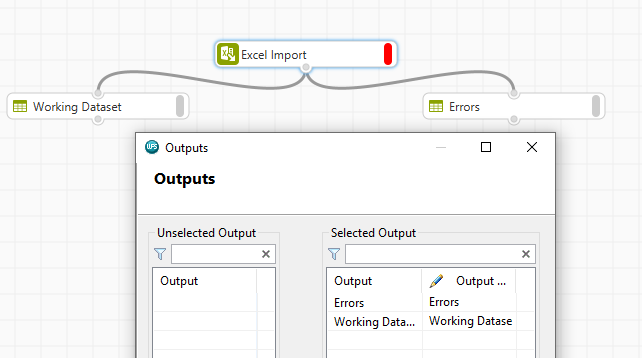 Excel Import
Working Dataset
Errors
WPS
Outputs
Outputs
Unselected Output
Selected Output
Output
Output
Output ...
Errors
Errors
Working Data...
Working Datase